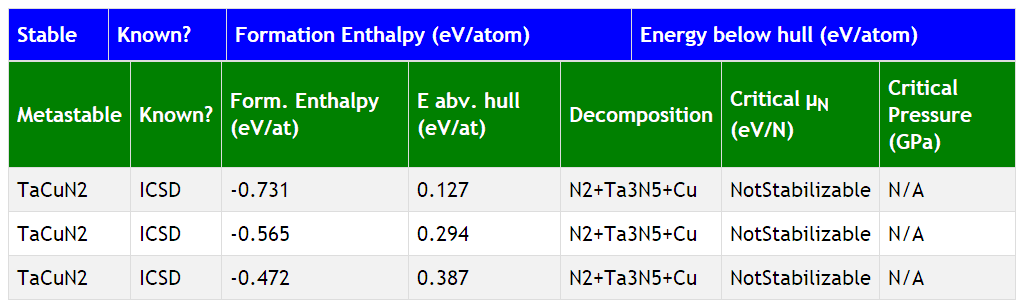 Stable Known? Formation Enthalpy (eV/atom) Energy below hull (eV/atom)
Metastable Known? Form. Enthalpy (eV/at) E abv. hull (eV/at) Decomposition Critical μN (eV/N) Critical Pressure (GPa)
TaCuN2 ICSD -0.731 0.127 N2+Ta3N5+Cu NotStabilizable N/A
TaCuN2 ICSD -0.565 0.294 N2+Ta3N5+Cu NotStabilizable N/A
TaCuN2 ICSD -0.472 0.387 N2+Ta3N5+Cu NotStabilizable N/A